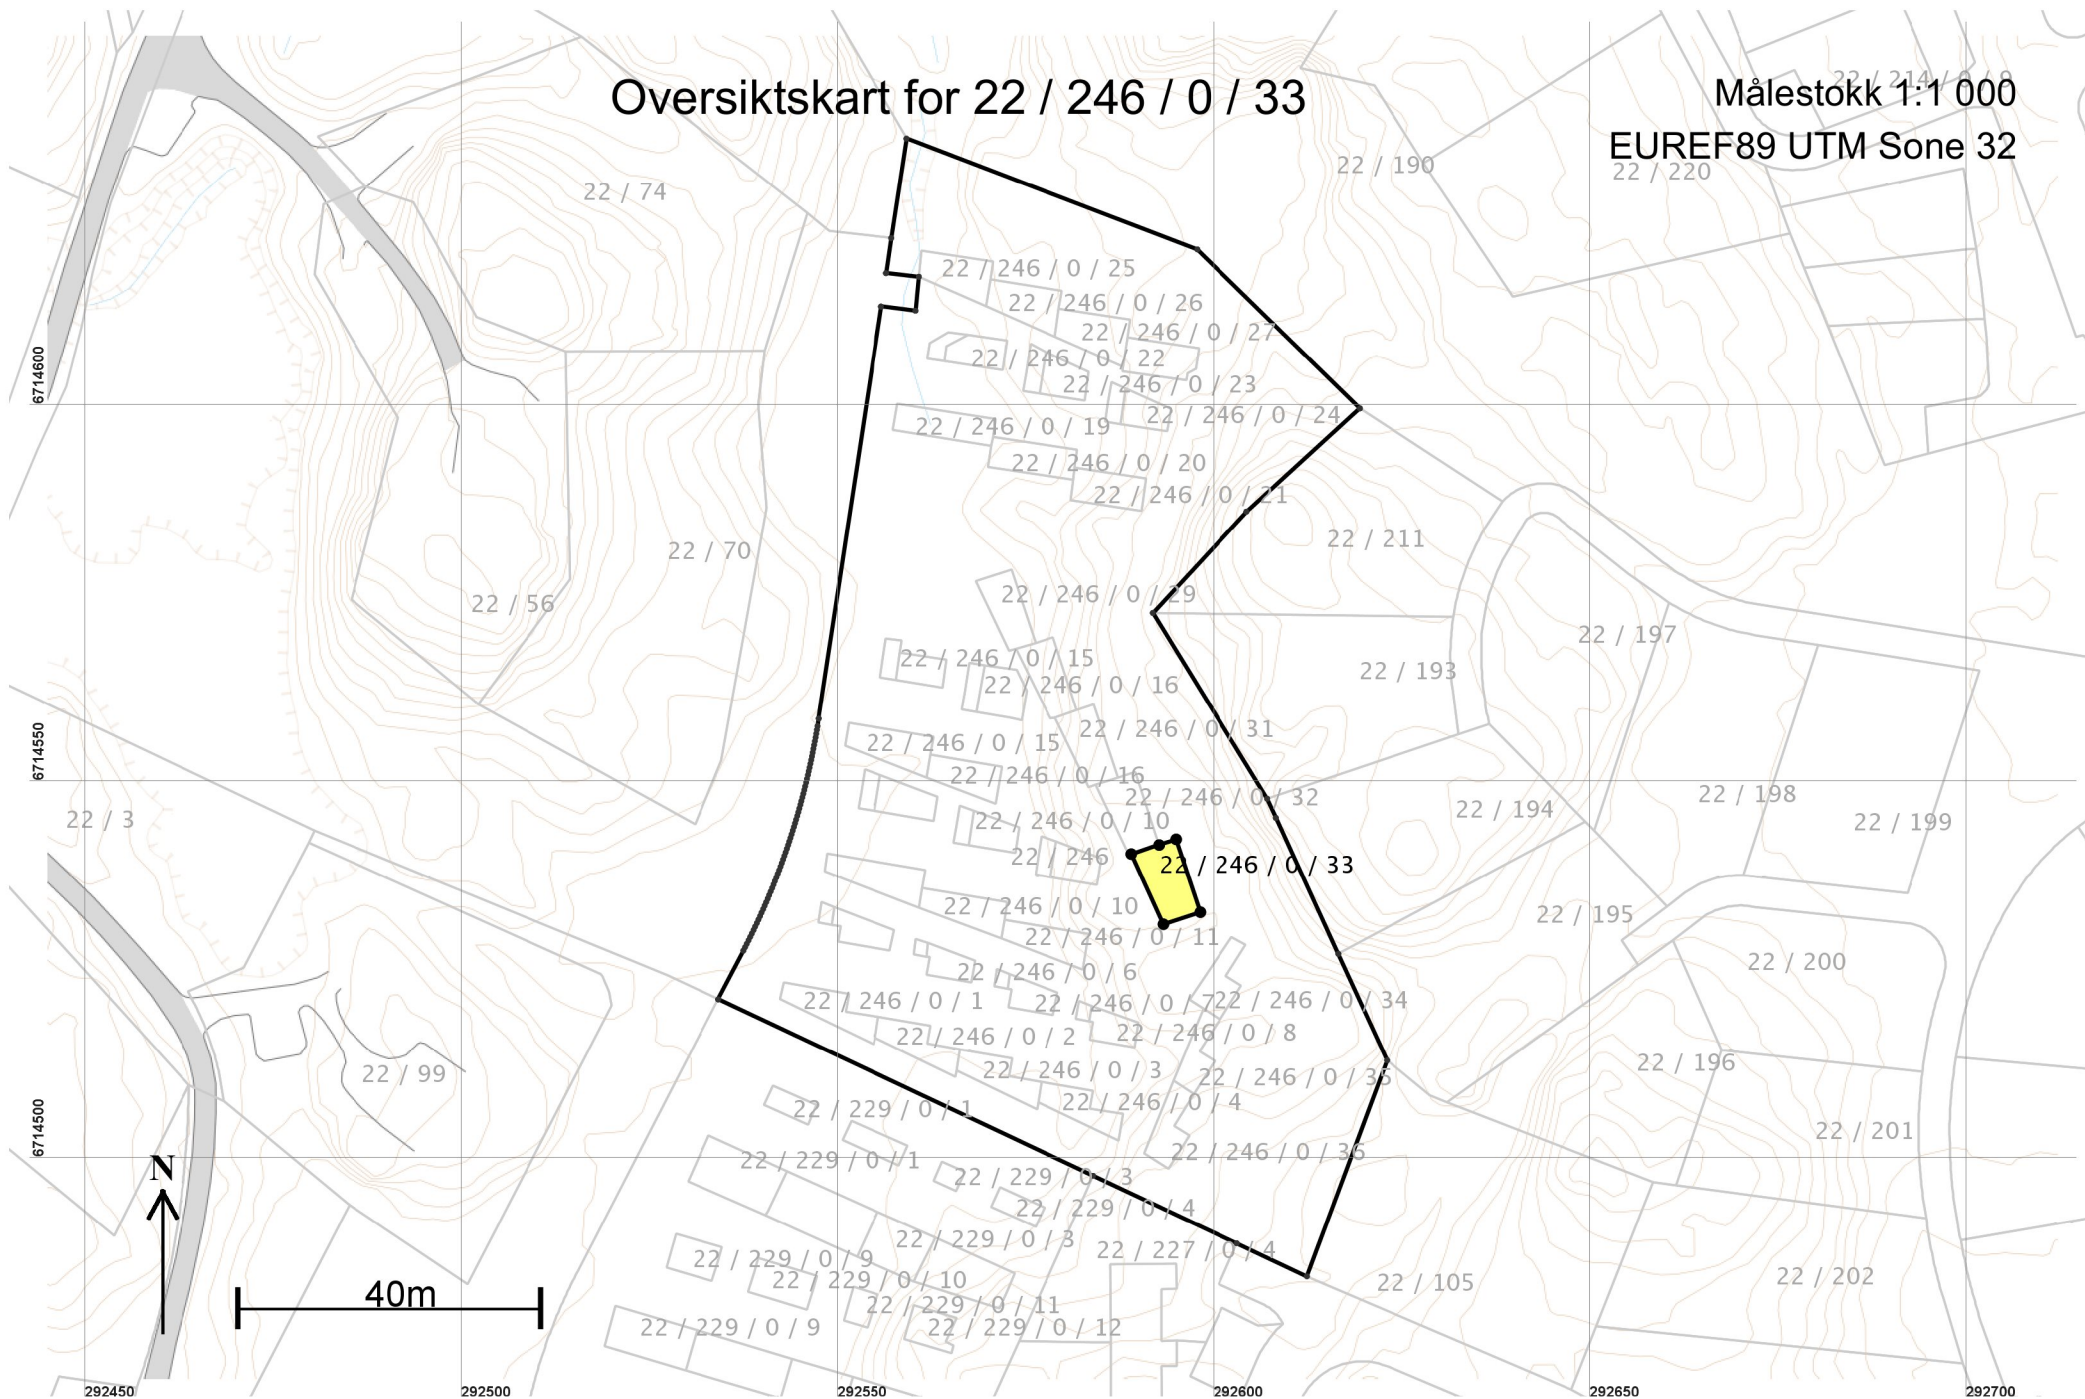 Oversiktskart for 22 / 246 / 0 / 33
22 / 214 / 0 / 9
Målestokk 1:1 000
EUREF89 UTM Sone 32
22 / 190
22 / 220
22 / 74
22 / 246 / 0 / 25
22 / 246 / 0 / 26
22 / 246 / 0 / 27
22 / 246 / 0 / 22
22 / 246 / 0 / 23
22 / 246 / 0 / 24
6714600
22 / 246 / 0 / 19
22 / 246 / 0 / 20
22 / 246 / 0 / 21
22 / 211
22 / 70
22 / 56
22 / 246 / 0 / 29
22 / 197
22 / 246 / 0 / 15
22 / 193
22 / 246 / 0 / 16
22 / 246 / 0 / 31
22 / 246 / 0 / 15
6714550
22 / 246 / 0 / 16
22 / 246 / 0 / 32
22 / 198
22 / 194
22 / 3
22 / 246 / 0 / 10
22 / 199
22 / 246
22 / 246 / 0 / 33
22 / 246 / 0 / 10
22 / 195
22 / 246 / 0 / 11
22 / 200
22 / 246 / 0 / 6
22 / 246 / 0 / 1
22 / 246 / 0 / 7
22 / 246 / 0 / 34
22 / 246 / 0 / 2
22 / 246 / 0 / 8
22 / 196
22 / 99
22 / 246 / 0 / 3
22 / 246 / 0 / 35
22 / 246 / 0 / 4
22 / 229 / 0 / 1
6714500
22 / 201
22 / 246 / 0 / 36
22 / 229 / 0 / 1
N
22 / 229 / 0 / 3
22 / 229 / 0 / 4
22 / 229 / 0 / 3
22 / 227 / 0 / 4
22 / 229 / 0 / 9
22 / 229 / 0 / 10
22 / 105
22 / 202
40m
22 / 229 / 0 / 11
22 / 229 / 0 / 9
22 / 229 / 0 / 12
292450
292500
292550
292600
292650
292700